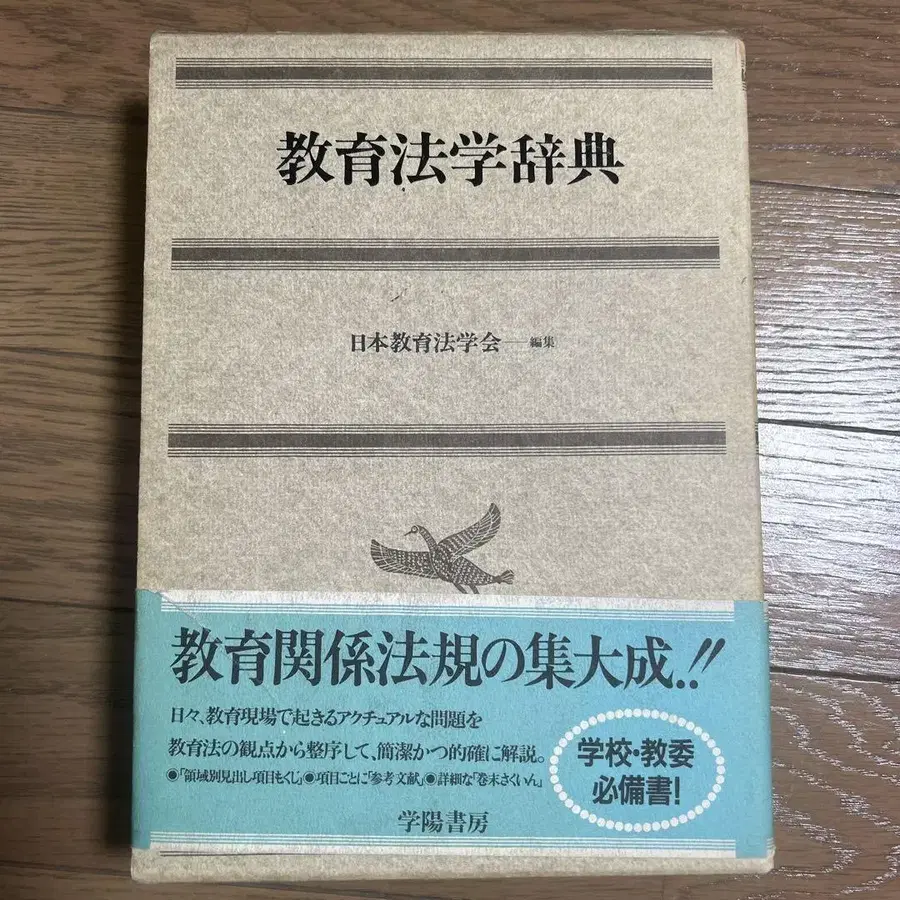 教育法学辞典
日本教育法学会——編集
教育関係法規の集大成!!
日々、教育現場で起きるアクチュアルな問題を
教育法の観点から整序して、簡潔かつ的確に解説。
●「領域別見出し項目もくじ」●項目ごとに「参考文献」●詳細な「巻末さくいん」
学校・教委
必備書!
学陽書房